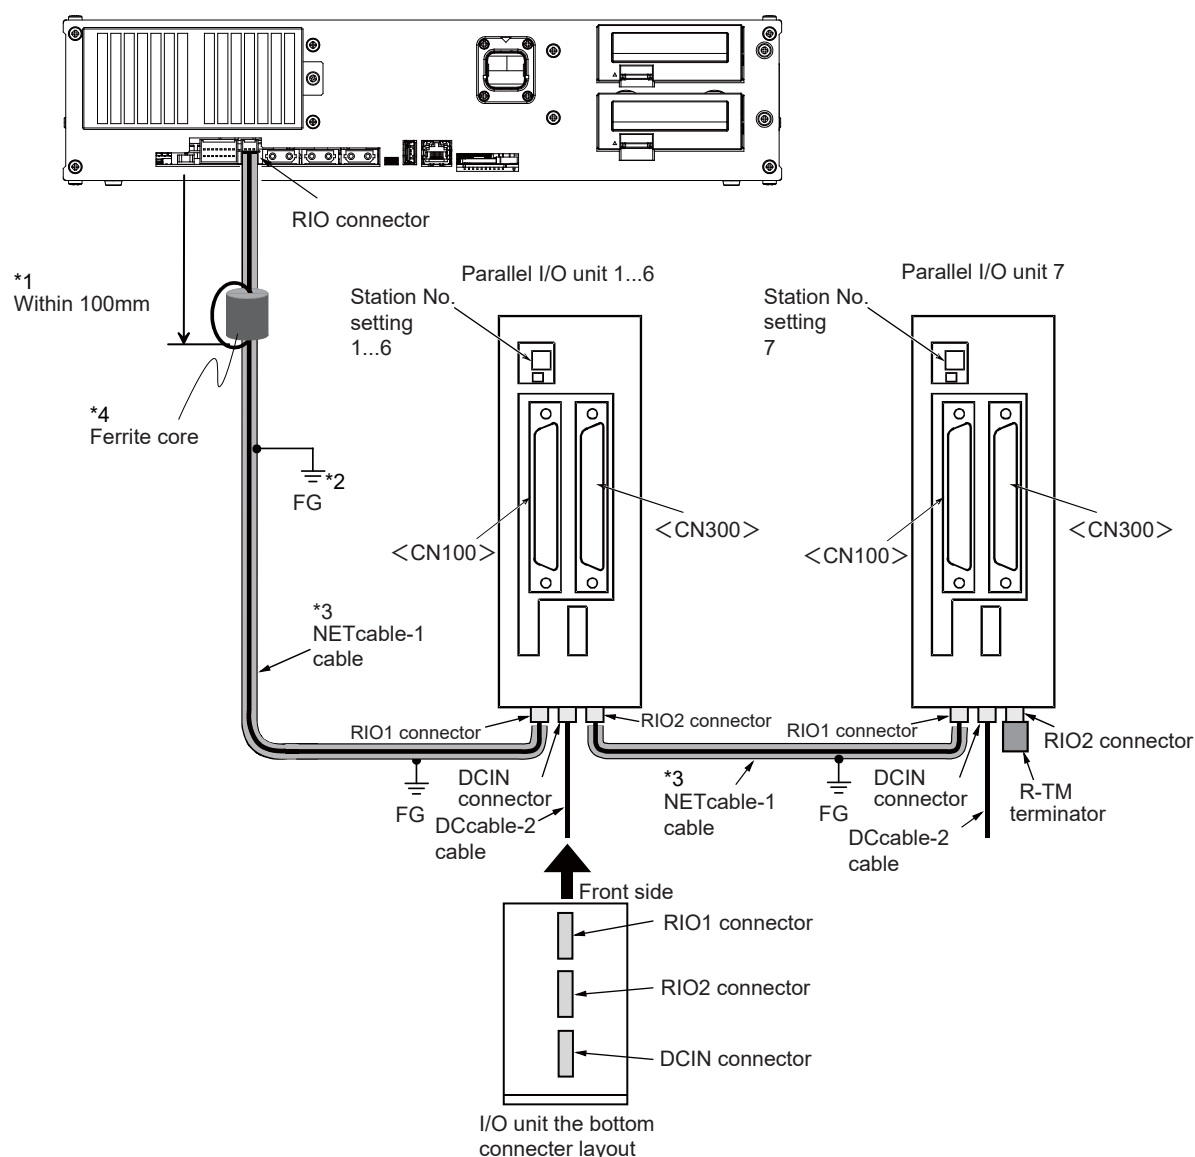 RIO connector
*1
Within 100mm
Parallel I/O unit 1...6
Parallel I/O unit 7
Station No.
setting
1...6
Station No.
setting
7
*4
Ferrite core
*2
FG
<CN100>
<CN300>
<CN100>
<CN300>
*3
NETcable-1
cable
RIO1 connector
RIO2 connector
RIO1 connector
RIO2 connector
FG
DCIN
connector
DCcable-2
cable
*3
NETcable-1
cable
FG
DCIN
connector
DCcable-2
cable
R-TM
terminator
Front side
RIO1 connector
RIO2 connector
DCIN connector
I/O unit the bottom
connecter layout